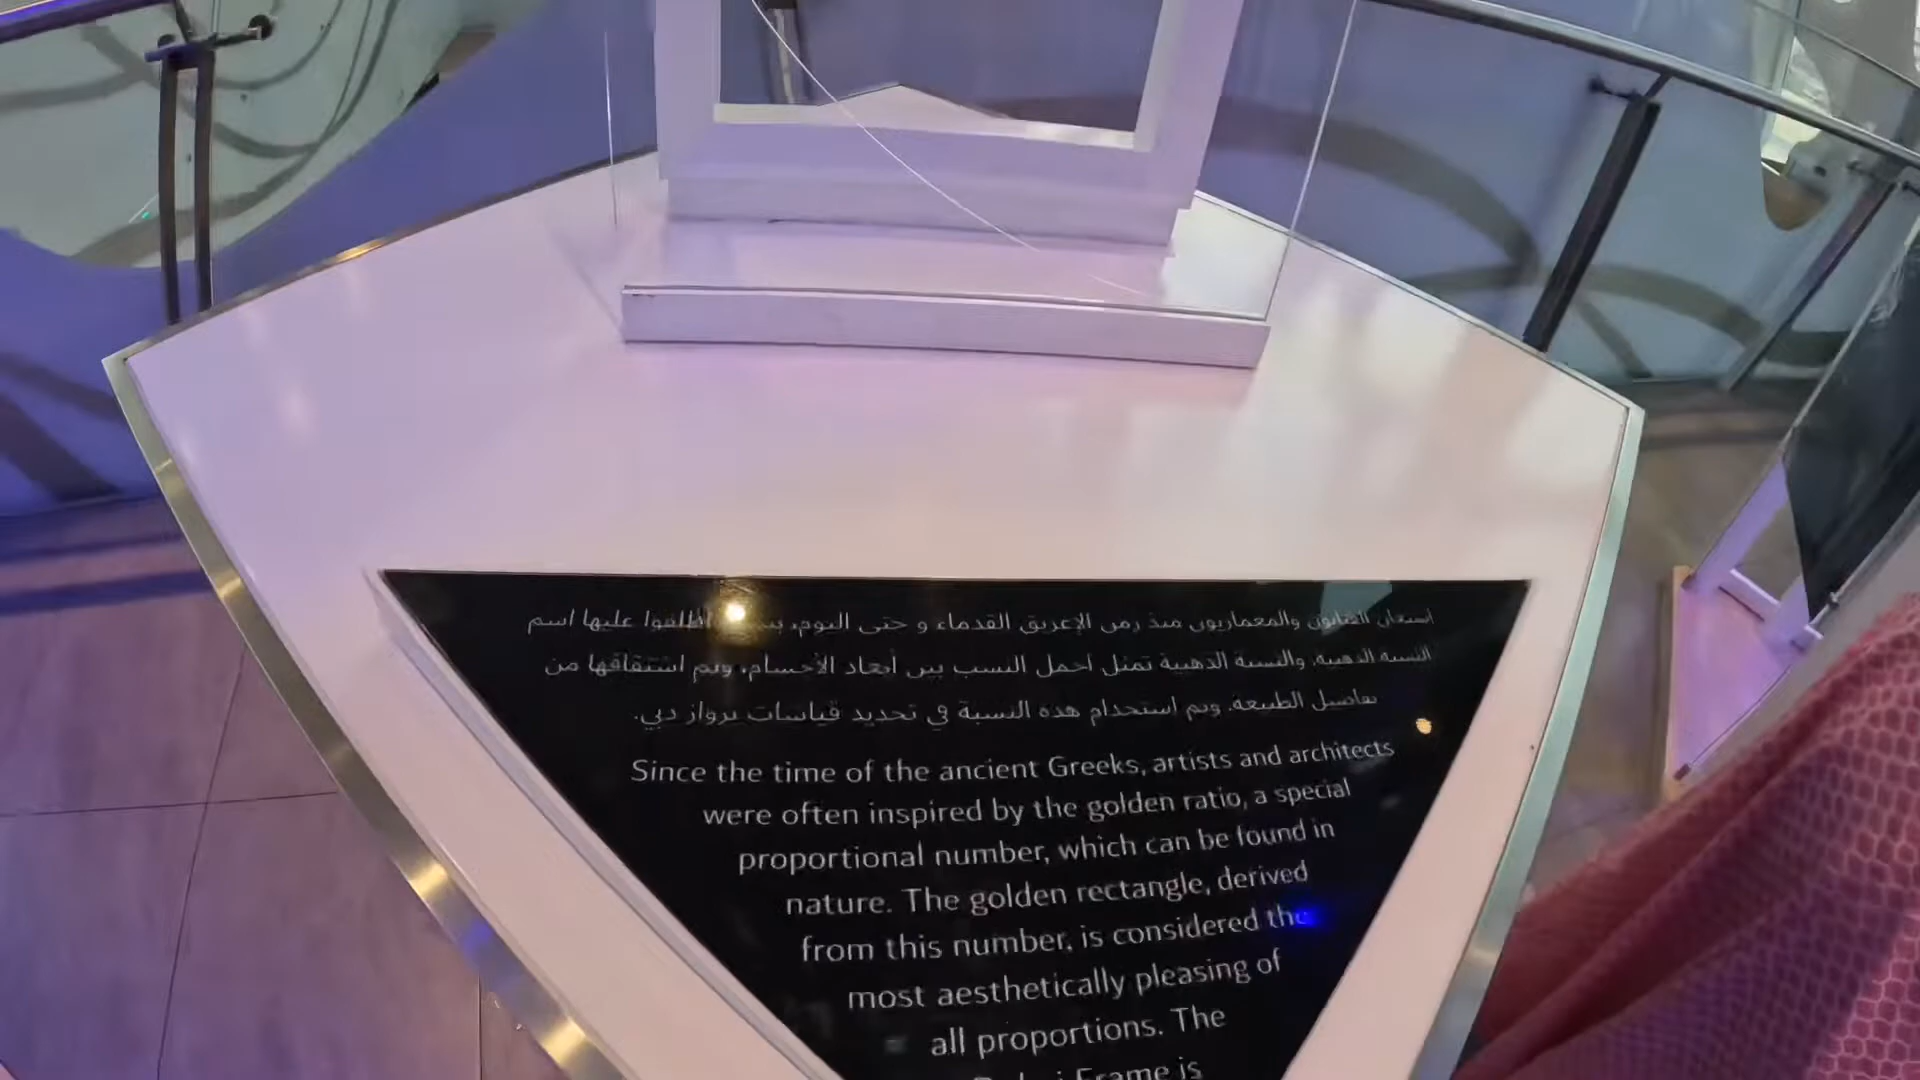 استعان الفنانون والمعماريون منذ زمن الإغريق القدماء و حتى اليوم، أطلقوا عليها اسم
النسبة الذهبية. والنسبة الذهبية تمثل أجمل النسب بين أبعاد الأجسام، وتم اشتقاقها من
تفاصيل الطبيعة. وتم استخدام هذه النسبة في تحديد قياسات برواز دبي.
Since the time of the ancient Greeks, artists and architects
were often inspired by the golden ratio, a special
proportional number, which can be found in
nature. The golden rectangle, derived
from this number, is considered the
most aesthetically pleasing of
all proportions. The
Frame is